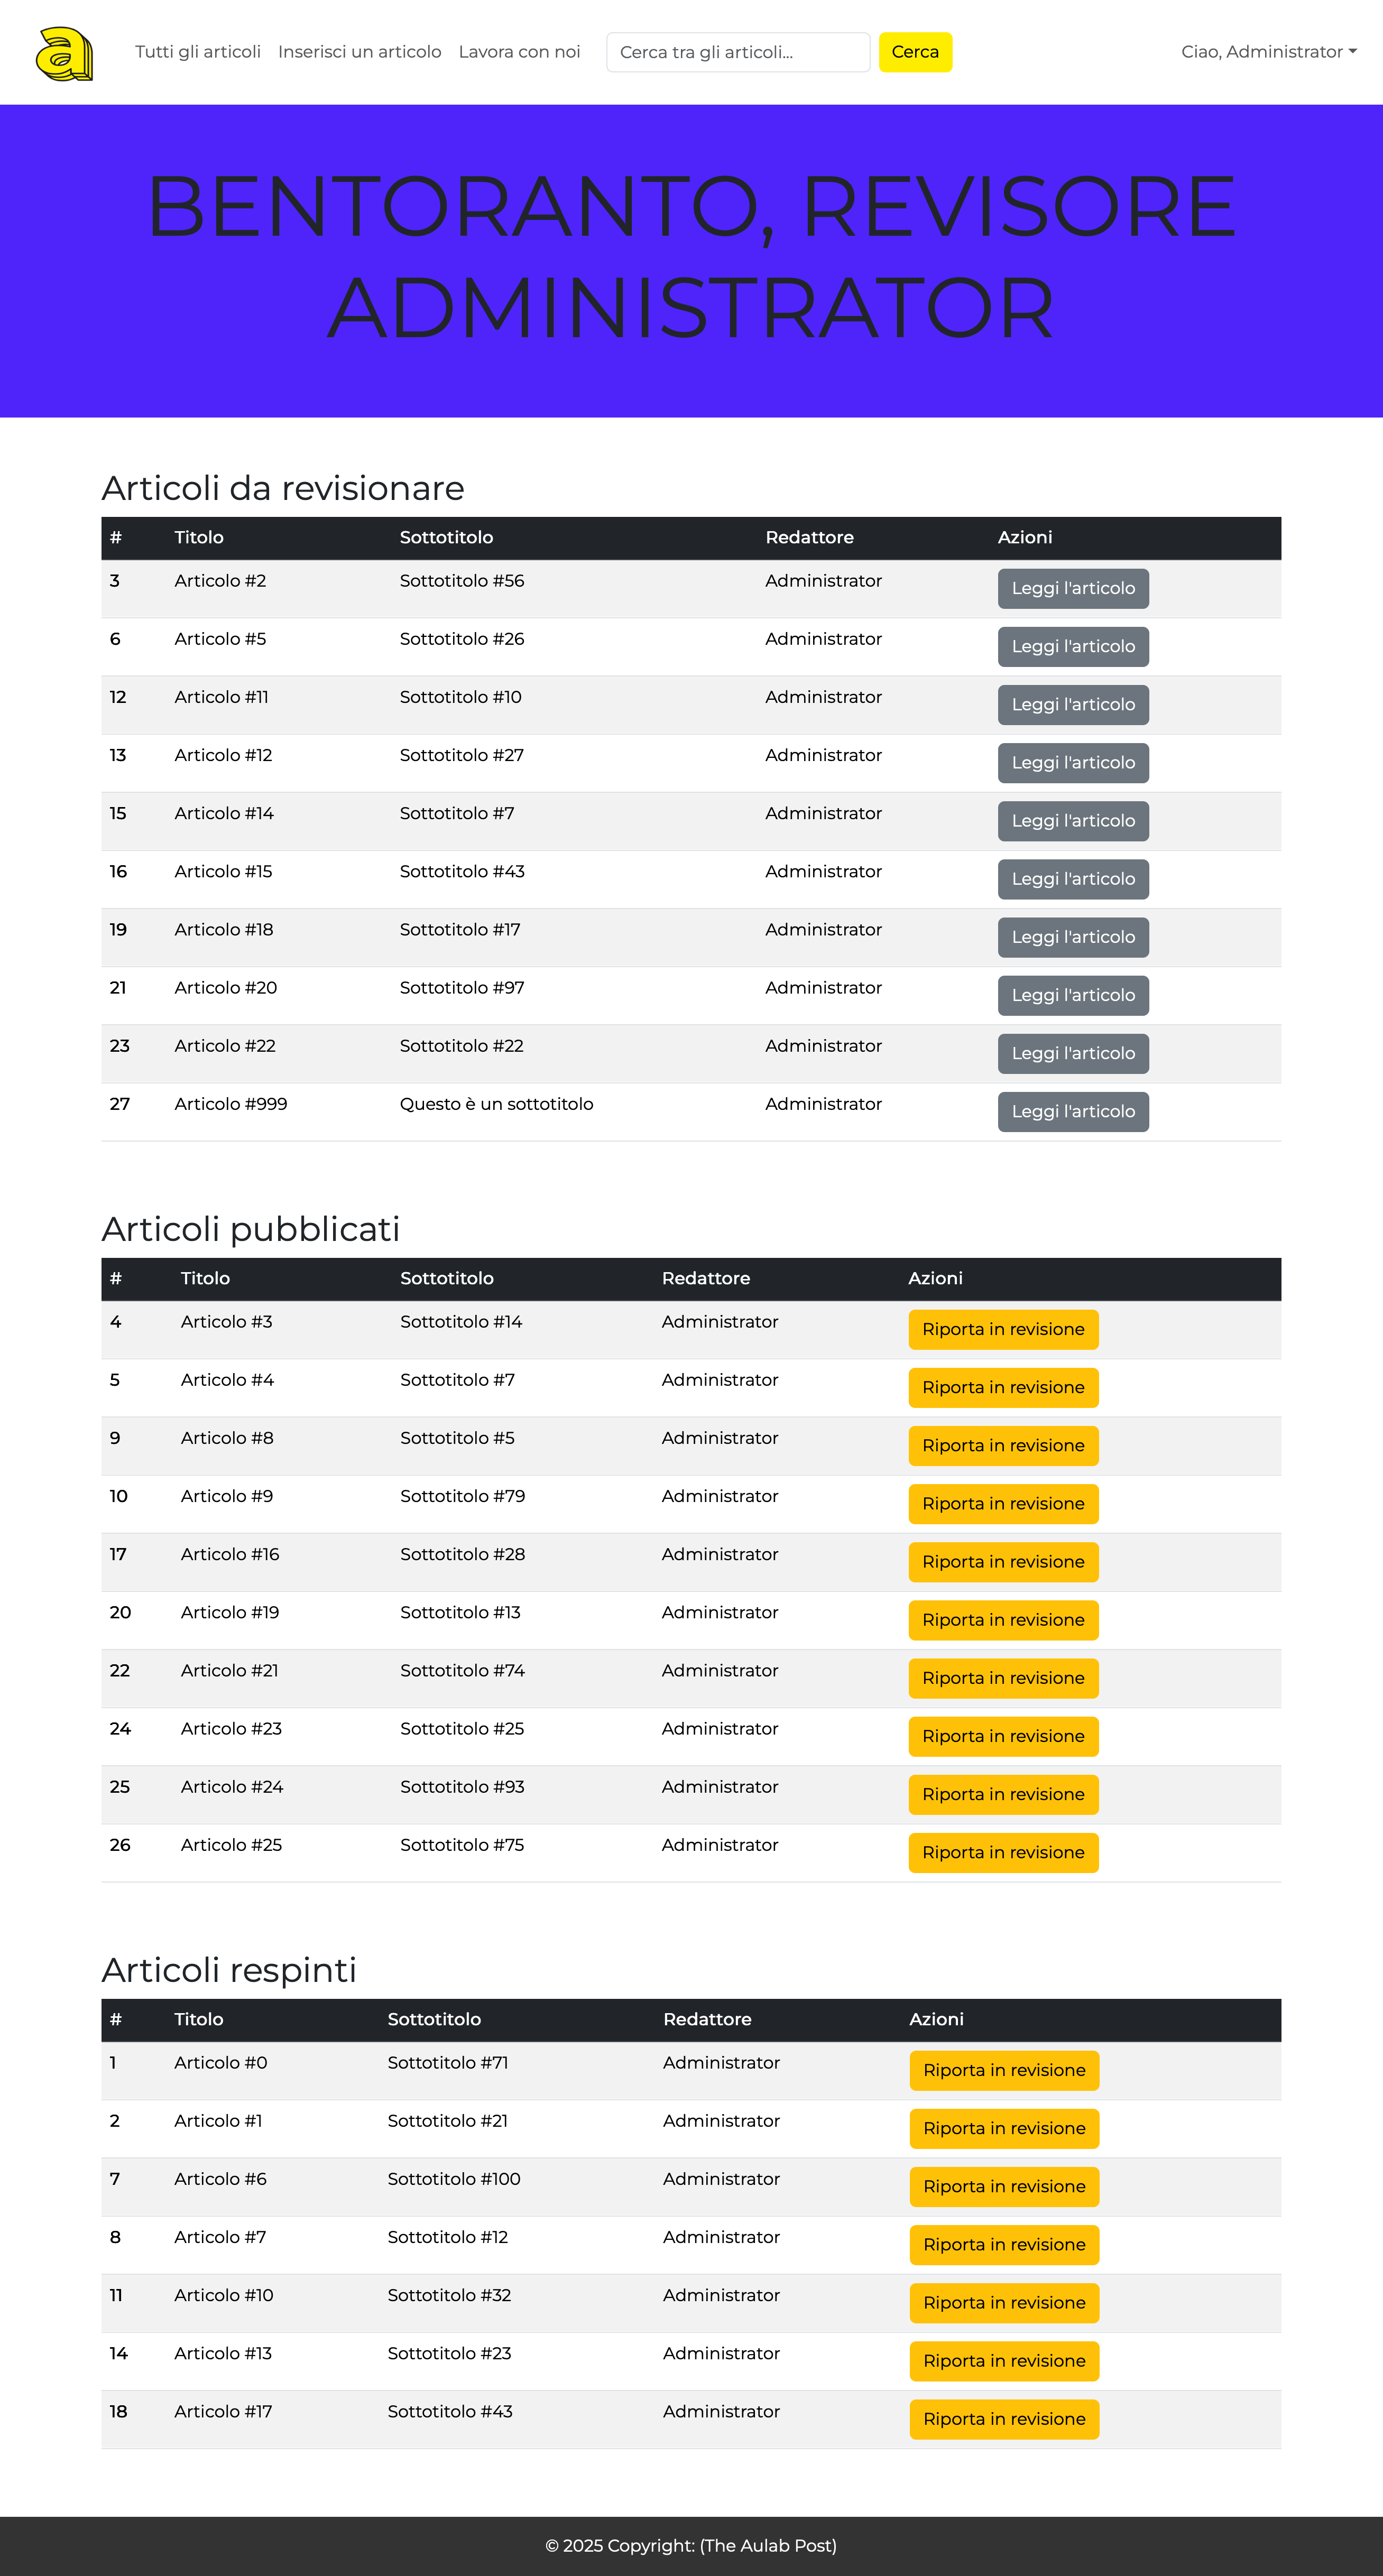 a
Tutti gli articoli Inserisci un articolo Lavora con noi Cerca tra gli articoli... Cerca Ciao, Administrator
BENTORANTO, REVISORE
ADMINISTRATOR
Articoli da revisionare
# Titolo Sottotitolo Redattore Azioni
3 Articolo #2 Sottotitolo #56 Administrator Leggi l'articolo
6 Articolo #5 Sottotitolo #26 Administrator Leggi l'articolo
12 Articolo #11 Sottotitolo #10 Administrator Leggi l'articolo
13 Articolo #12 Sottotitolo #27 Administrator Leggi l'articolo
15 Articolo #14 Sottotitolo #7 Administrator Leggi l'articolo
16 Articolo #15 Sottotitolo #43 Administrator Leggi l'articolo
19 Articolo #18 Sottotitolo #17 Administrator Leggi l'articolo
21 Articolo #20 Sottotitolo #97 Administrator Leggi l'articolo
23 Articolo #22 Sottotitolo #22 Administrator Leggi l'articolo
27 Articolo #999 Questo è un sottotitolo Administrator Leggi l'articolo
Articoli pubblicati
# Titolo Sottotitolo Redattore Azioni
4 Articolo #3 Sottotitolo #14 Administrator Riporta in revisione
5 Articolo #4 Sottotitolo #7 Administrator Riporta in revisione
9 Articolo #8 Sottotitolo #5 Administrator Riporta in revisione
10 Articolo #9 Sottotitolo #79 Administrator Riporta in revisione
17 Articolo #16 Sottotitolo #28 Administrator Riporta in revisione
20 Articolo #19 Sottotitolo #13 Administrator Riporta in revisione
22 Articolo #21 Sottotitolo #74 Administrator Riporta in revisione
24 Articolo #23 Sottotitolo #25 Administrator Riporta in revisione
25 Articolo #24 Sottotitolo #93 Administrator Riporta in revisione
26 Articolo #25 Sottotitolo #75 Administrator Riporta in revisione
Articoli respinti
# Titolo Sottotitolo Redattore Azioni
1 Articolo #0 Sottotitolo #71 Administrator Riporta in revisione
2 Articolo #1 Sottotitolo #21 Administrator Riporta in revisione
7 Articolo #6 Sottotitolo #100 Administrator Riporta in revisione
8 Articolo #7 Sottotitolo #12 Administrator Riporta in revisione
11 Articolo #10 Sottotitolo #32 Administrator Riporta in revisione
14 Articolo #13 Sottotitolo #23 Administrator Riporta in revisione
18 Articolo #17 Sottotitolo #43 Administrator Riporta in revisione
© 2025 Copyright: (The Aulab Post)